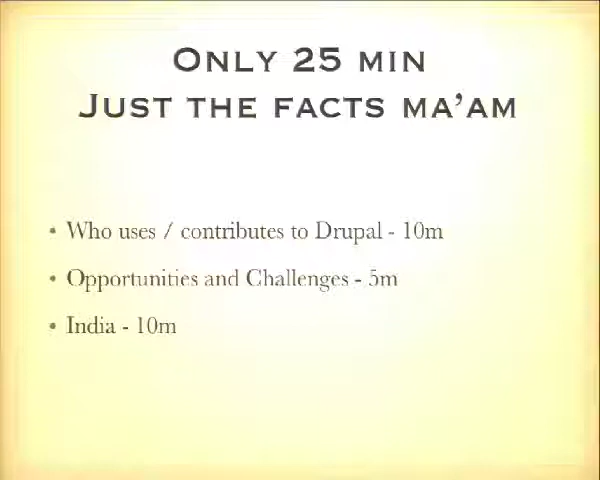 Only 25 min
Just the facts ma’am
• Who uses / contributes to Drupal - 10m
• Opportunities and Challenges - 5m
• India - 10m